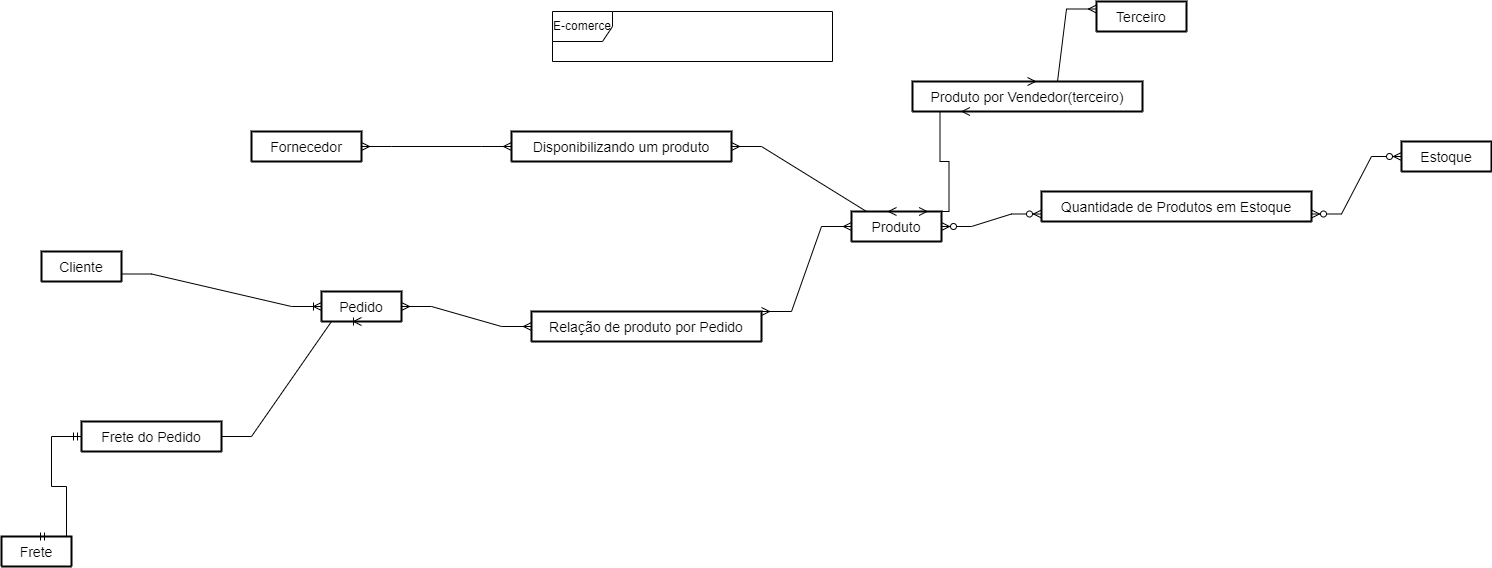 E-comerce
Terceiro
Produto por Vendedor(terceiro)
Fornecedor
Disponibilizando um produto
Estoque
Quantidade de Produtos em Estoque
Produto
Cliente
Pedido
Relação de produto por Pedido
Frete do Pedido
Frete